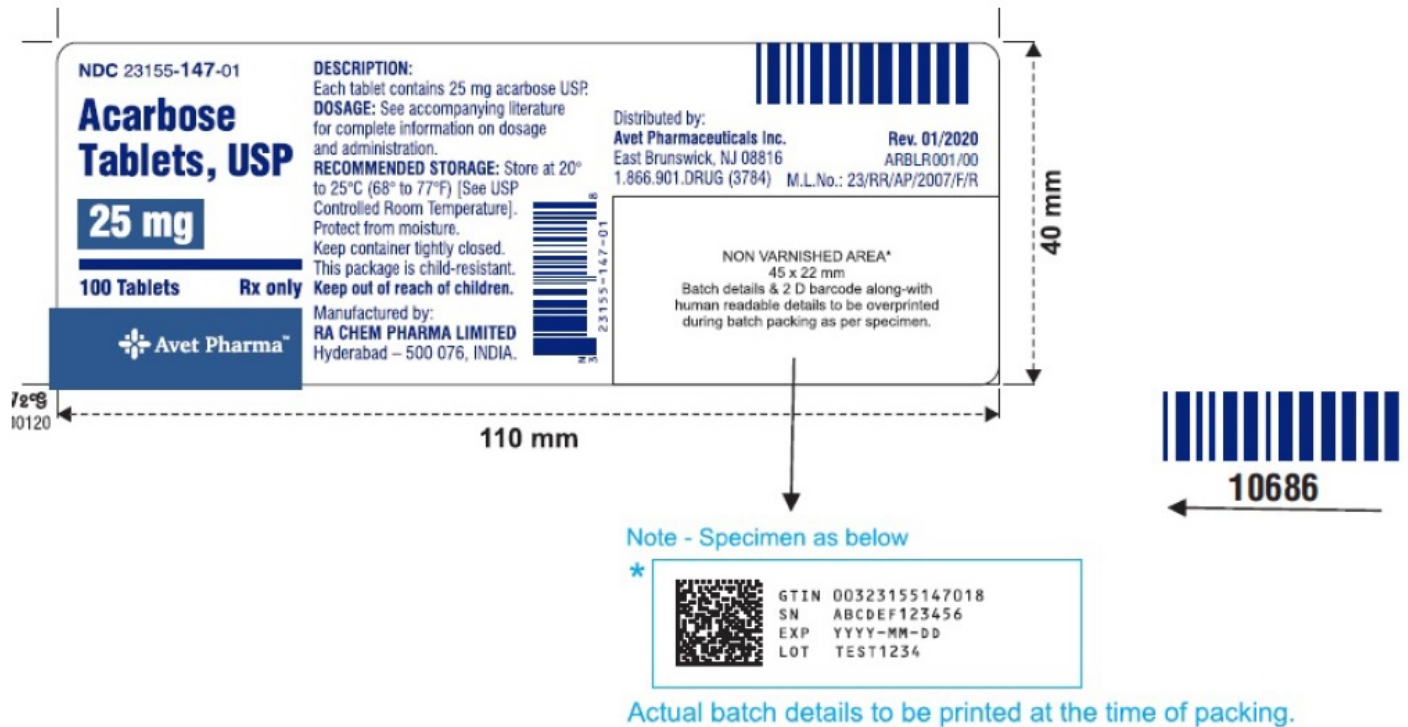 NDC 23155-147-01
Acarbose
Tablets, USP
25 mg
100 Tablets Rx only
Avet Pharma™
DESCRIPTION:
Each tablet contains 25 mg acarbose USP.
DOSAGE: See accompanying literature
for complete information on dosage
and administration.
RECOMMENDED STORAGE: Store at 20°
to 25°C (68° to 77°F) [See USP
Controlled Room Temperature].
Protect from moisture.
Keep container tightly closed.
This package is child-resistant.
Keep out of reach of children.
Manufactured by:
RA CHEM PHARMA LIMITED
Hyderabad – 500 076, INDIA.
N
3 23155-147-01 8
Distributed by:
Avet Pharmaceuticals Inc.
East Brunswick, NJ 08816
1.866.901.DRUG (3784)
Rev. 01/2020
ARBLR001/00
M.L.No.: 23/RR/AP/2007/F/R
NON VARNISHED AREA*
45 x 22 mm
Batch details & 2 D barcode along-with
human readable details to be overprinted
during batch packing as per specimen.
40 mm
110 mm
10686
Note - Specimen as below
*
GTIN 00323155147018
SN ABCDEF123456
EXP YYYY-MM-DD
LOT TEST1234
Actual batch details to be printed at the time of packing.